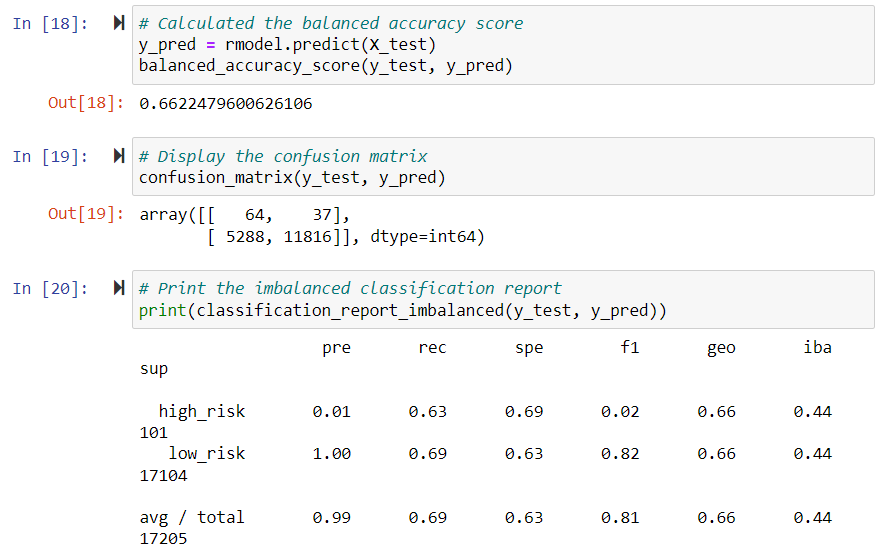 In [18]: # Calculated the balanced accuracy score
y_pred = rmodel.predict(X_test)
balanced_accuracy_score(y_test, y_pred)
Out[18]: 0.6622479600626106
In [19]: # Display the confusion matrix
confusion_matrix(y_test, y_pred)
Out[19]: array([[   64,    37],
       [ 5288, 11816]], dtype=int64)
In [20]: # Print the imbalanced classification report
print(classification_report_imbalanced(y_test, y_pred))
pre       rec       spe        f1       geo       iba
sup
high_risk       0.01      0.63      0.69      0.02      0.66      0.44
101
low_risk       1.00      0.69      0.63      0.82      0.66      0.44
17104
avg / total       0.99      0.69      0.63      0.81      0.66      0.44
17205